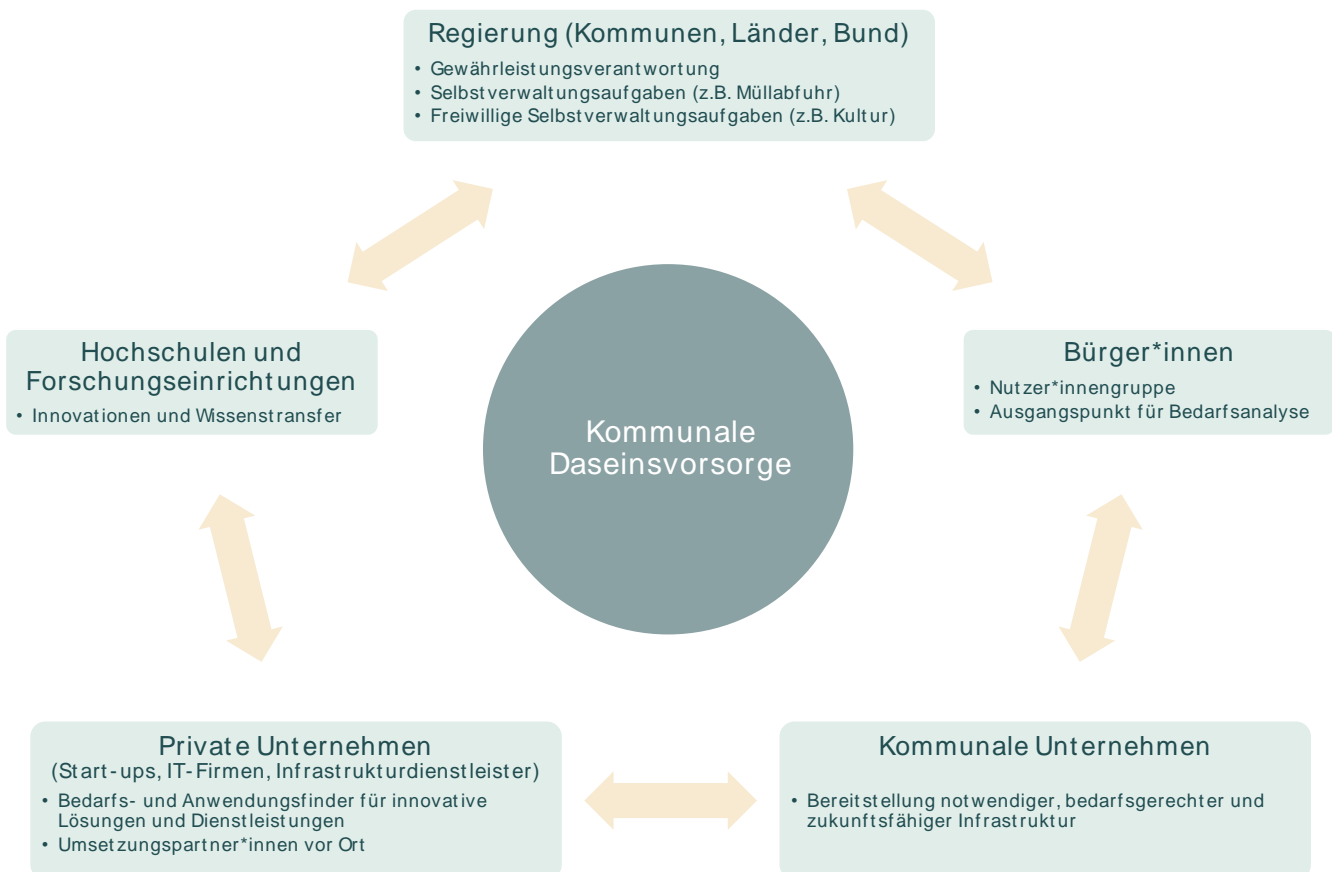 Regierung (Kommunen, Länder, Bund)
• Gewährleistungsverantwortung
• Selbstverwaltungsaufgaben (z.B. Müllabfuhr)
• Freiwillige Selbstverwaltungsaufgaben (z.B. Kultur)
Hochschulen und
Forschungseinrichtungen
• Innovationen und Wissenstransfer
Bürger*innen
• Nutzer*innengruppe
• Ausgangspunkt für Bedarfsanalyse
Kommunale
Daseinsvorsorge
Private Unternehmen
(Start-ups, IT-Firmen, Infrastrukturdienstleister)
• Bedarfs- und Anwendungsfinder für innovative
Lösungen und Dienstleistungen
• Umsetzungspartner*innen vor Ort
Kommunale Unternehmen
• Bereitstellung notwendiger, bedarfsgerechter und
zukunftsfähiger Infrastruktur